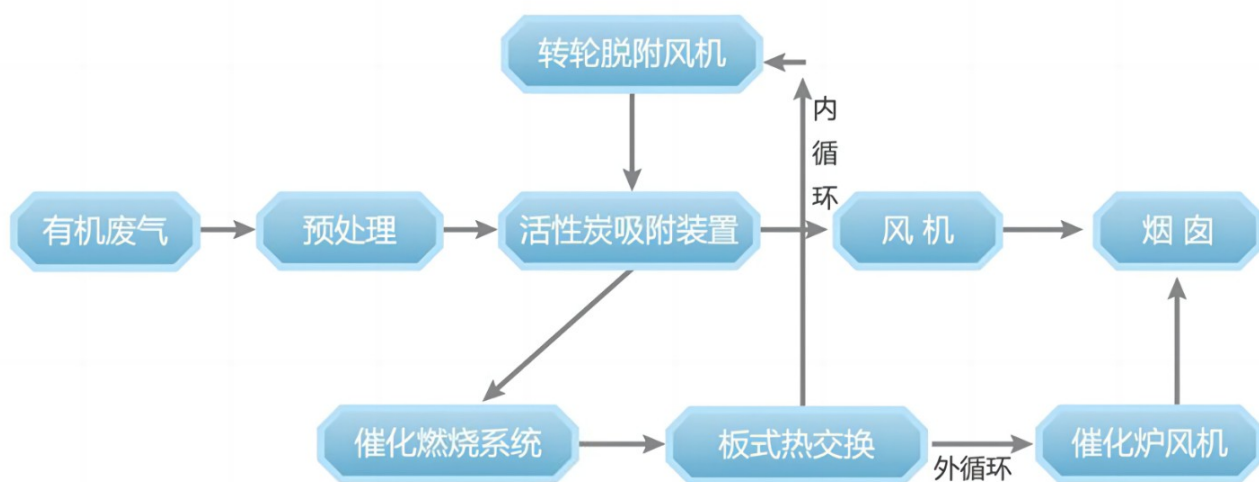 转轮脱附风机
内循环
有机废气
预处理
活性炭吸附装置
风机
烟囱
催化燃烧系统
板式热交换
外循环
催化炉风机